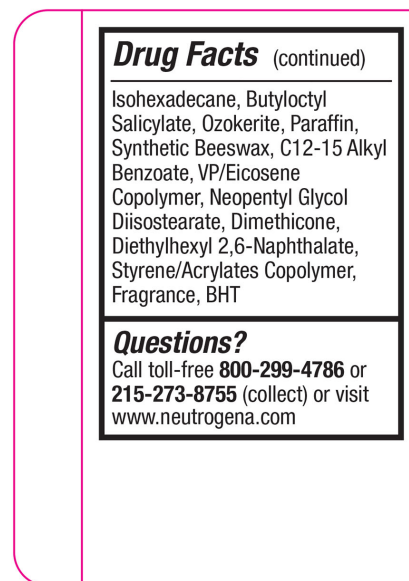 Drug Facts (continued)
Isohexadecane, Butyloctyl
Salicylate, Ozokerite, Paraffin,
Synthetic Beeswax, C12-15 Alkyl
Benzoate, VP/Eicosene
Copolymer, Neopentyl Glycol
Diisostearate, Dimethicone,
Diethylhexyl 2,6-Naphthalate,
Styrene/Acrylates Copolymer,
Fragrance, BHT
Questions?
Call toll-free 800-299-4786 or
215-273-8755 (collect) or visit
www.neutrogena.com